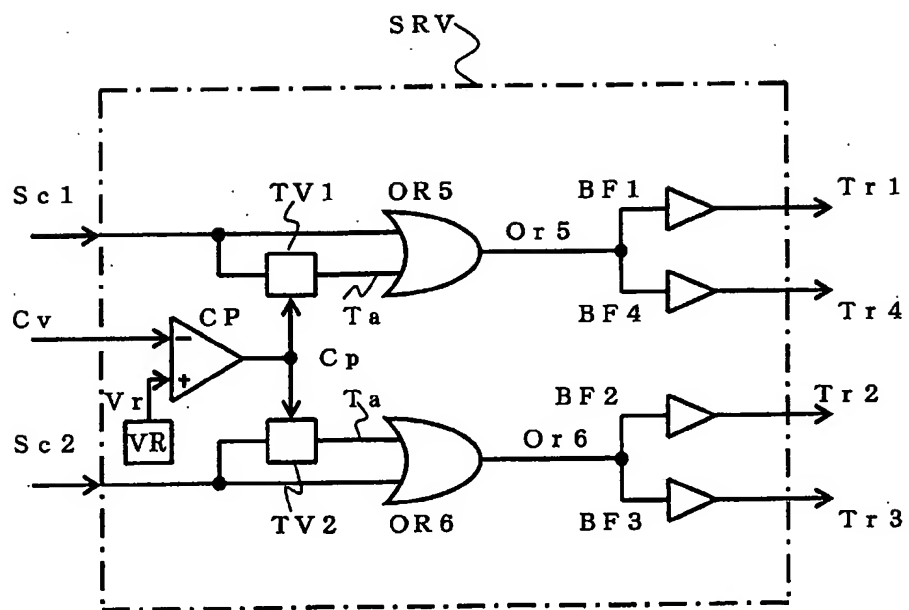 SRV
Sc1
TV1
OR5
BF1
Tr1
Or5
Ta
BF4
Tr4
Cv
CP
−
+
Cp
Vr
VR
Ta
BF2
Tr2
Or6
Sc2
TV2
OR6
BF3
Tr3